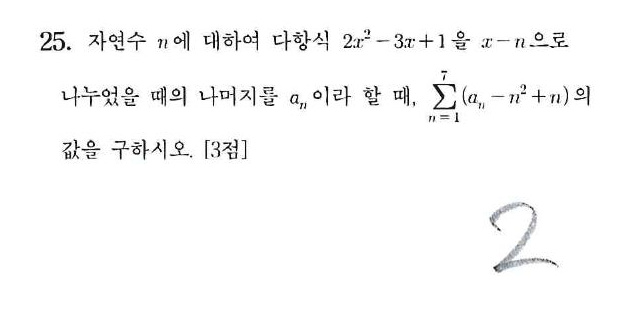 25. 자연수 n에 대하여 다항식 2x² − 3x + 1을 x − n으로
나누었을 때의 나머지를 aₙ이라 할 때, ∑_{n=1}^{7} (aₙ − n² + n)의
값을 구하시오. [3점]
2